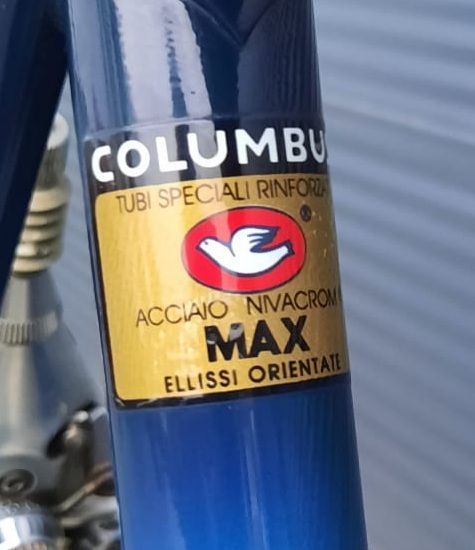 COLUMBU
TUBI SPECIALI RINFORZA
®
ACCIAIO NIVACROM
MAX
ELLISSI ORIENTATE